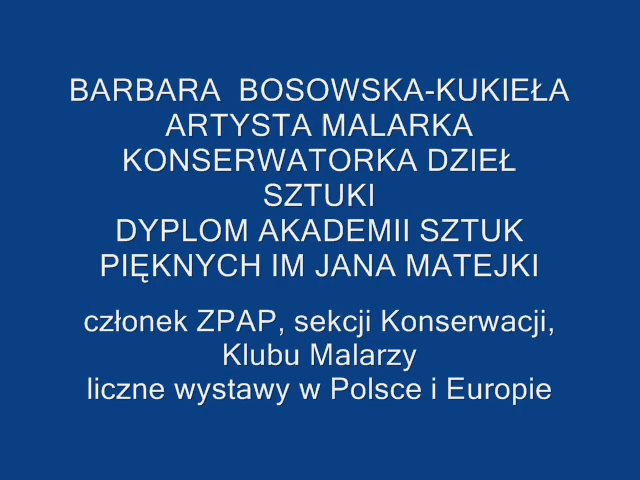 BARBARA  BOSOWSKA-KUKIEŁA
ARTYSTA MALARKA
KONSERWATORKA DZIEŁ
SZTUKI
DYPLOM AKADEMII SZTUK
PIĘKNYCH IM JANA MATEJKI
członek ZPAP, sekcji Konserwacji,
Klubu Malarzy
liczne wystawy w Polsce i Europie